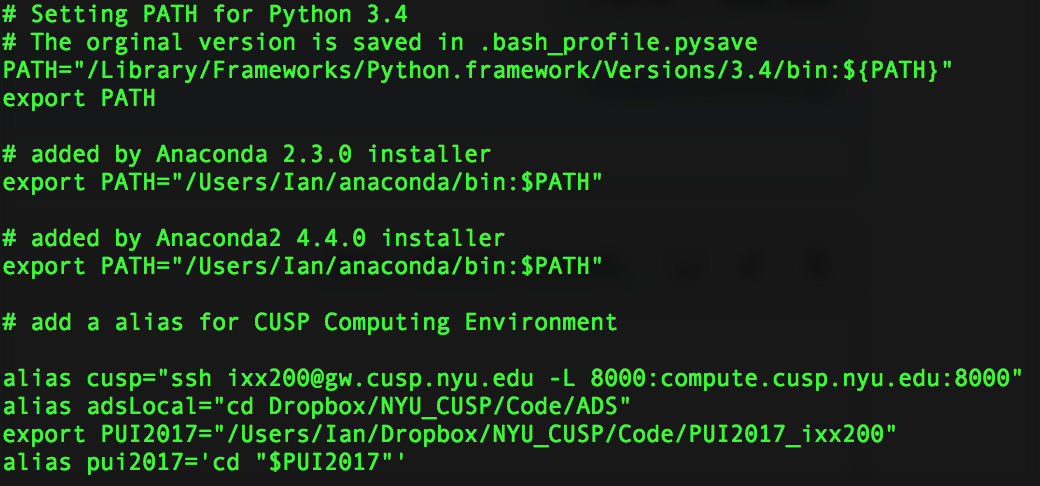 # Setting PATH for Python 3.4
# The orginal version is saved in .bash_profile.pysave
PATH="/Library/Frameworks/Python.framework/Versions/3.4/bin:${PATH}"
export PATH
# added by Anaconda 2.3.0 installer
export PATH="/Users/Ian/anaconda/bin:$PATH"
# added by Anaconda2 4.4.0 installer
export PATH="/Users/Ian/anaconda/bin:$PATH"
# add a alias for CUSP Computing Environment
alias cusp="ssh ixx200@gw.cusp.nyu.edu -L 8000:compute.cusp.nyu.edu:8000"
alias adsLocal="cd Dropbox/NYU_CUSP/Code/ADS"
export PUI2017="/Users/Ian/Dropbox/NYU_CUSP/Code/PUI2017_ixx200"
alias pui2017='cd "$PUI2017"'